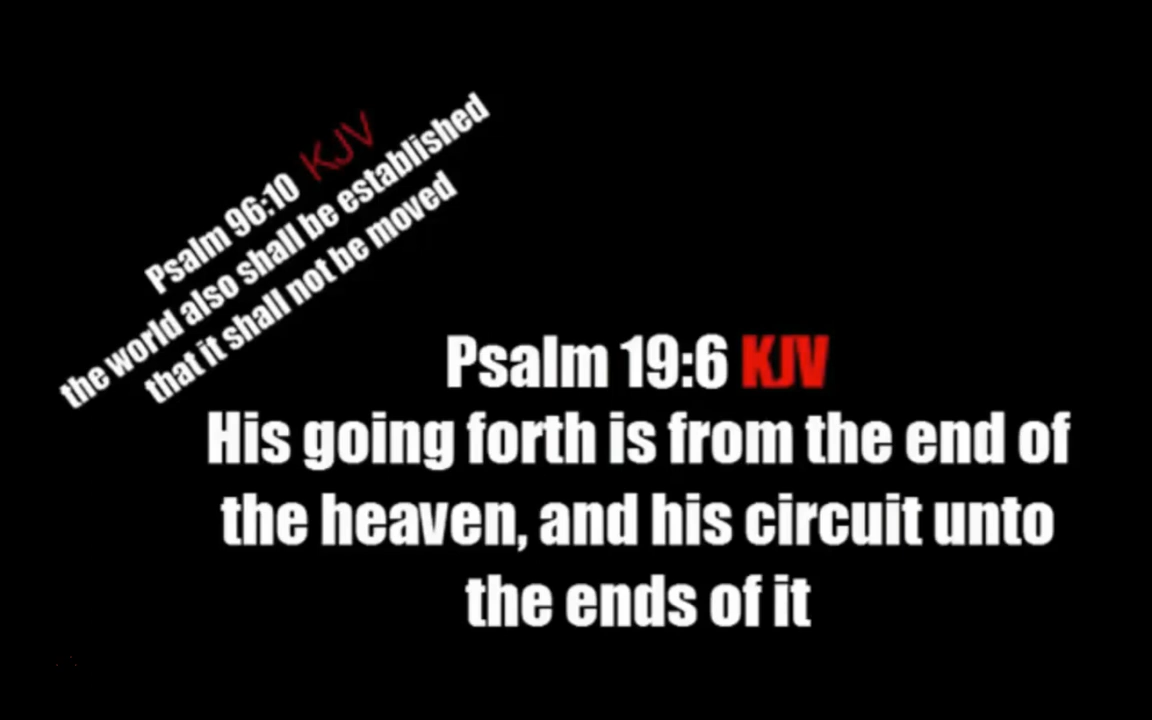 Psalm 96:10 KJV
the world also shall be established
that it shall not be moved
Psalm 19:6 KJV
His going forth is from the end of
the heaven, and his circuit unto
the ends of it